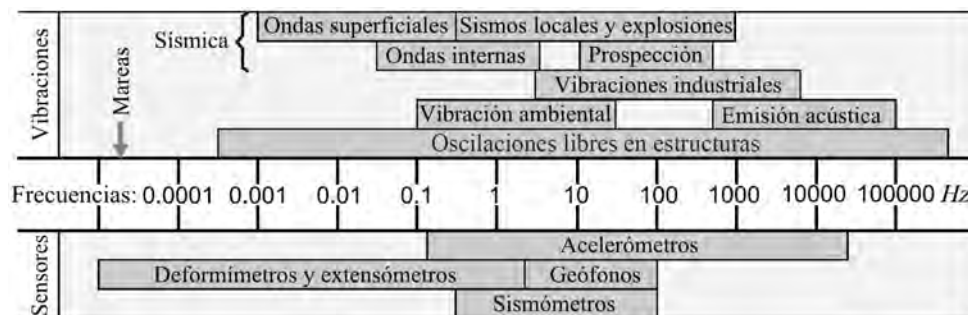 Vibraciones
Mareas
Sísmica
Ondas superficiales
Sismos locales y explosiones
Ondas internas
Prospección
Vibraciones industriales
Vibración ambiental
Emisión acústica
Oscilaciones libres en estructuras
Frecuencias: 0.0001 0.001 0.01 0.1 1 10 100 1000 10000 100000 Hz
Sensores
Acelerómetros
Deformímetros y extensómetros
Geófonos
Sismómetros